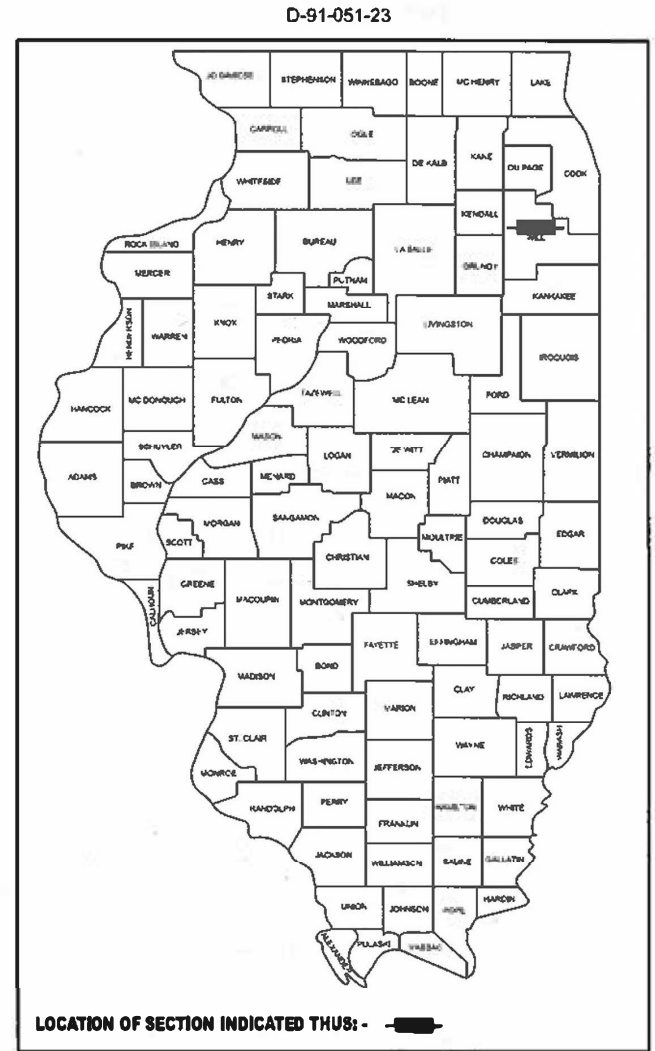 D-91-051-23
JO DAVIESS STEPHENSON WINNEBAGO BOONE MC HENRY LAKE
CARROLL OGLE DE KALB KANE DU PAGE COOK
WHITESIDE LEE
KENDALL
WILL
ROCK ISLAND HENRY BUREAU LA SALLE GRUNDY
MERCER PUTNAM
STARK MARSHALL KANKAKEE
HENDERSON WARREN KNOX PEORIA WOODFORD LIVINGSTON IROQUOIS
HANCOCK MC DONOUGH FULTON TAZEWELL MC LEAN FORD
SCHUYLER MASON LOGAN DE WITT CHAMPAIGN VERMILION
ADAMS BROWN CASS MENARD MACON PIATT
PIKE SCOTT MORGAN SANGAMON CHRISTIAN MOULTRIE DOUGLAS EDGAR
COLES
CALHOUN GREENE MACOUPIN MONTGOMERY SHELBY CUMBERLAND CLARK
JERSEY FAYETTE EFFINGHAM JASPER CRAWFORD
MADISON BOND CLAY RICHLAND LAWRENCE
CLINTON MARION
ST. CLAIR WASHINGTON JEFFERSON WAYNE EDWARDS WABASH
MONROE
RANDOLPH PERRY FRANKLIN HAMILTON WHITE
JACKSON WILLIAMSON SALINE GALLATIN
UNION JOHNSON POPE HARDIN
ALEXANDER PULASKI MASSAC
LOCATION OF SECTION INDICATED THUS: -